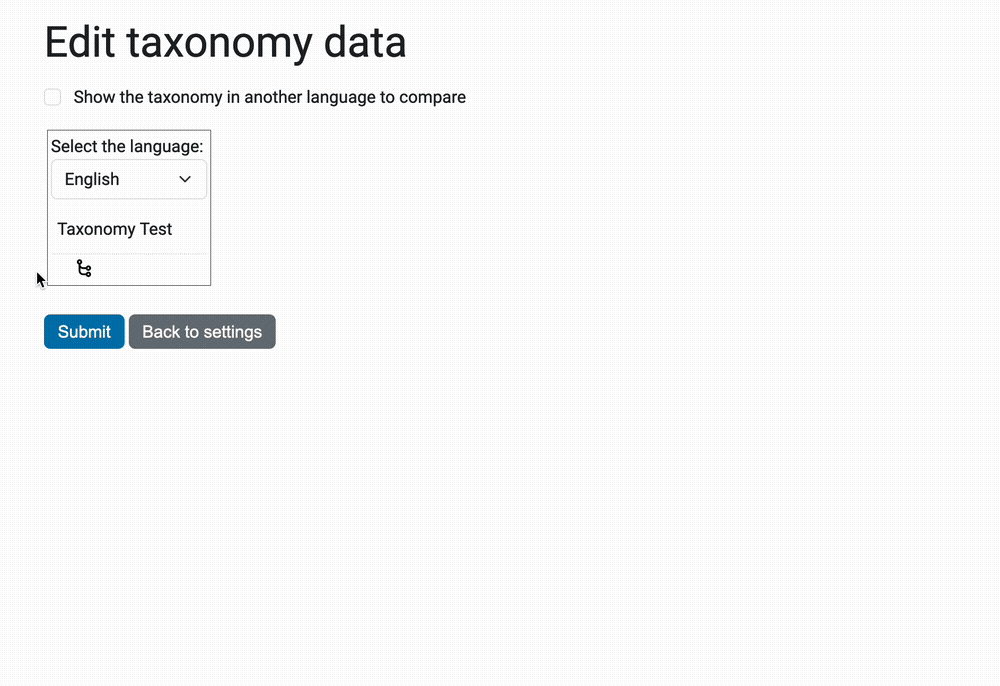 Edit taxonomy data
Show the taxonomy in another language to compare
Select the language:
English
Taxonomy Test
Submit Back to settings